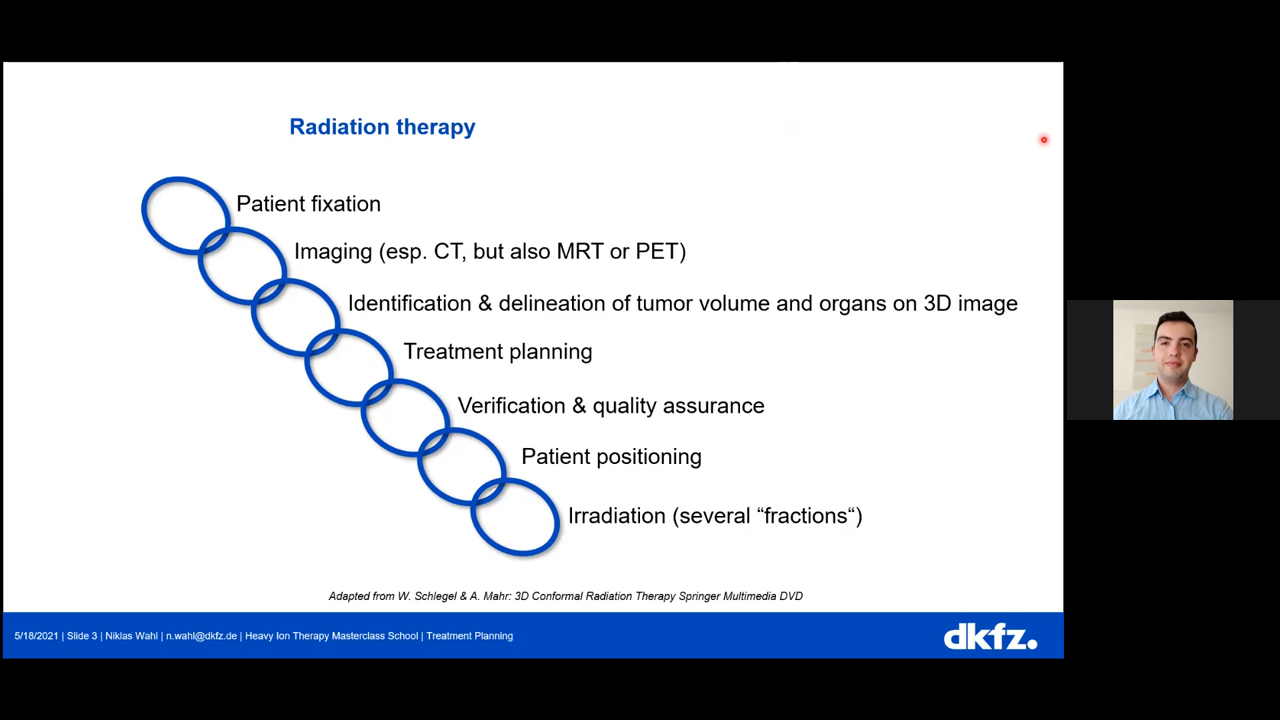 Radiation therapy
Patient fixation
Imaging (esp. CT, but also MRT or PET)
Identification & delineation of tumor volume and organs on 3D image
Treatment planning
Verification & quality assurance
Patient positioning
Irradiation (several “fractions“)
Adapted from W. Schlegel & A. Mahr: 3D Conformal Radiation Therapy Springer Multimedia DVD
5/18/2021 | Slide 3 | Niklas Wahl | n.wahl@dkfz.de | Heavy Ion Therapy Masterclass School | Treatment Planning
dkfz.